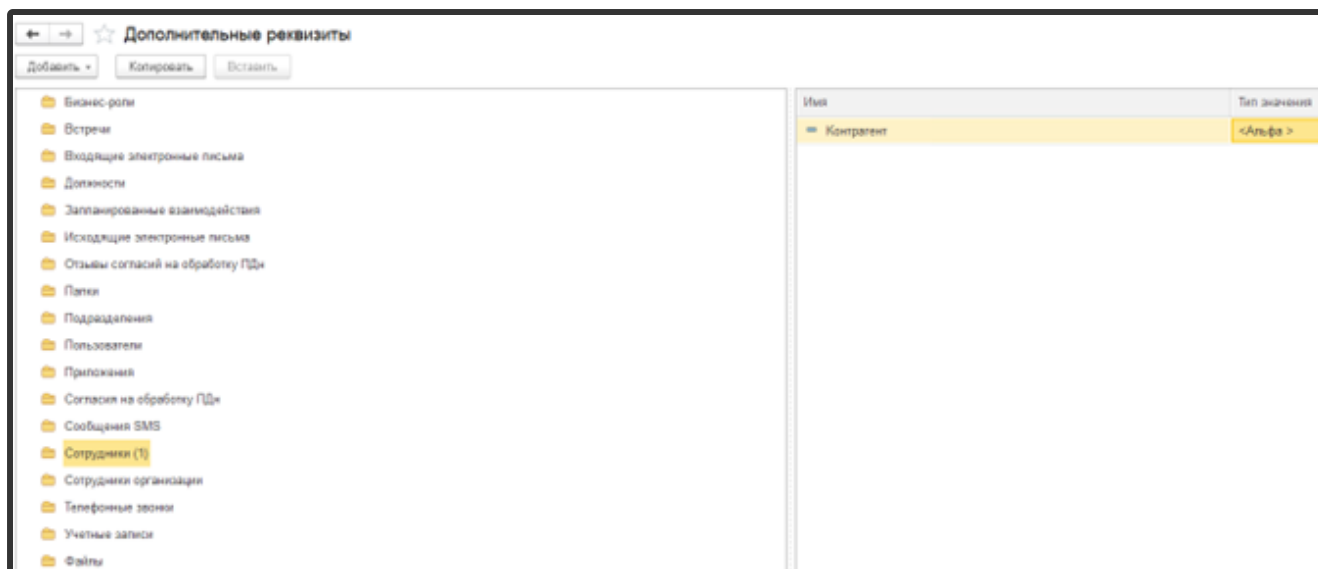 Дополнительные реквизиты
Добавить
Копировать
Вставить
Бизнес-роли
Встречи
Входящие электронные письма
Должности
Запланированные взаимодействия
Исходящие электронные письма
Отзывы согласий на обработку ПДн
Папки
Подразделения
Пользователи
Приложения
Согласия на обработку ПДн
Сообщения SMS
Сотрудники (1)
Сотрудники организации
Телефонные звонки
Учетные записи
Файлы
Имя Тип значения
Контрагент <Альфа >